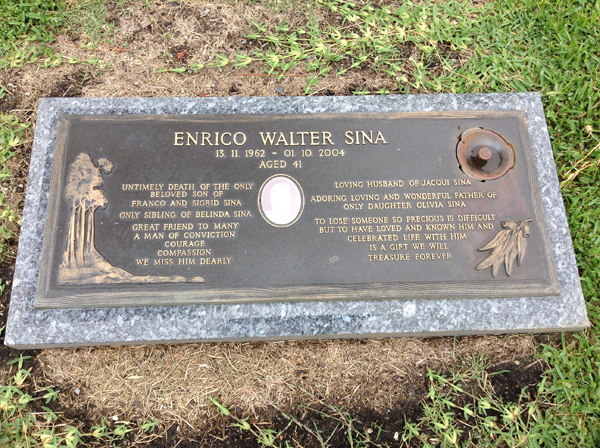 ENRICO WALTER SINA
13. 11. 1962 – 01. 10. 2004
AGED 41
UNTIMELY DEATH OF THE ONLY
BELOVED SON OF
FRANCO AND SIGRID SINA
ONLY SIBLING OF BELINDA SINA
GREAT FRIEND TO MANY
A MAN OF CONVICTION
COURAGE
COMPASSION
WE MISS HIM DEARLY
LOVING HUSBAND OF JACQUI SINA
ADORING, LOVING AND WONDERFUL FATHER OF
ONLY DAUGHTER OLIVIA SINA
TO LOSE SOMEONE SO PRECIOUS IS DIFFICULT
BUT TO HAVE LOVED AND KNOWN HIM AND
CELEBRATED LIFE WITH HIM
IS A GIFT WE WILL
TREASURE FOREVER